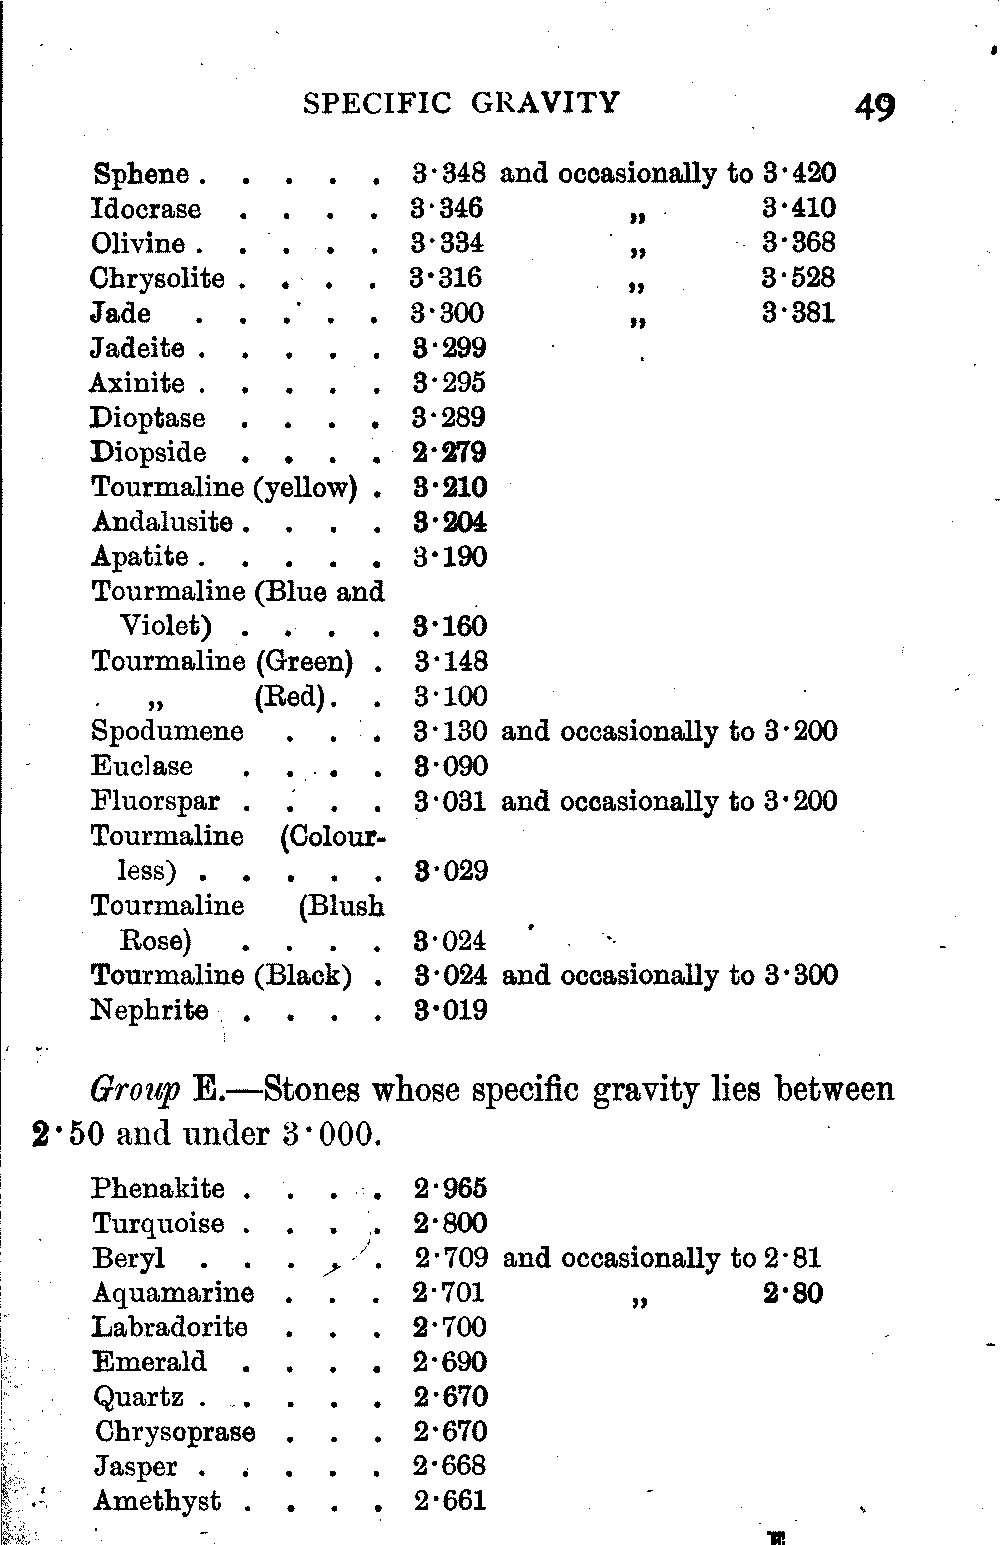 SPECIFIC GRAVITY 49
Sphene . . . . . 3·348 and occasionally to 3·420
Idocrase . . . . 3·346 „ 3·410
Olivine . . . . . 3·334 „ 3·368
Chrysolite . . . . 3·316 „ 3·528
Jade . . . . . 3·300 „ 3·381
Jadeite . . . . . 3·299
Axinite . . . . . 3·295
Dioptase . . . . 3·289
Diopside . . . . 2·279
Tourmaline (yellow) . 3·210
Andalusite . . . . 3·204
Apatite . . . . . 3·190
Tourmaline (Blue and
Violet) . . . . 3·160
Tourmaline (Green) . 3·148
„ (Red) . . 3·100
Spodumene . . . 3·130 and occasionally to 3·200
Euclase . . . . 3·090
Fluorspar . . . . 3·031 and occasionally to 3·200
Tourmaline (Colour-
less) . . . . . 3·029
Tourmaline (Blush
Rose) . . . . 3·024
Tourmaline (Black) . 3·024 and occasionally to 3·300
Nephrite . . . . 3·019
Group E.—Stones whose specific gravity lies between
2·50 and under 3·000.
Phenakite . . . . 2·965
Turquoise . . . . 2·800
Beryl . . . . . 2·709 and occasionally to 2·81
Aquamarine . . . 2·701 „ 2·80
Labradorite . . . 2·700
Emerald . . . . 2·690
Quartz . . . . . 2·670
Chrysoprase . . . 2·670
Jasper . . . . . 2·668
Amethyst . . . . 2·661
E